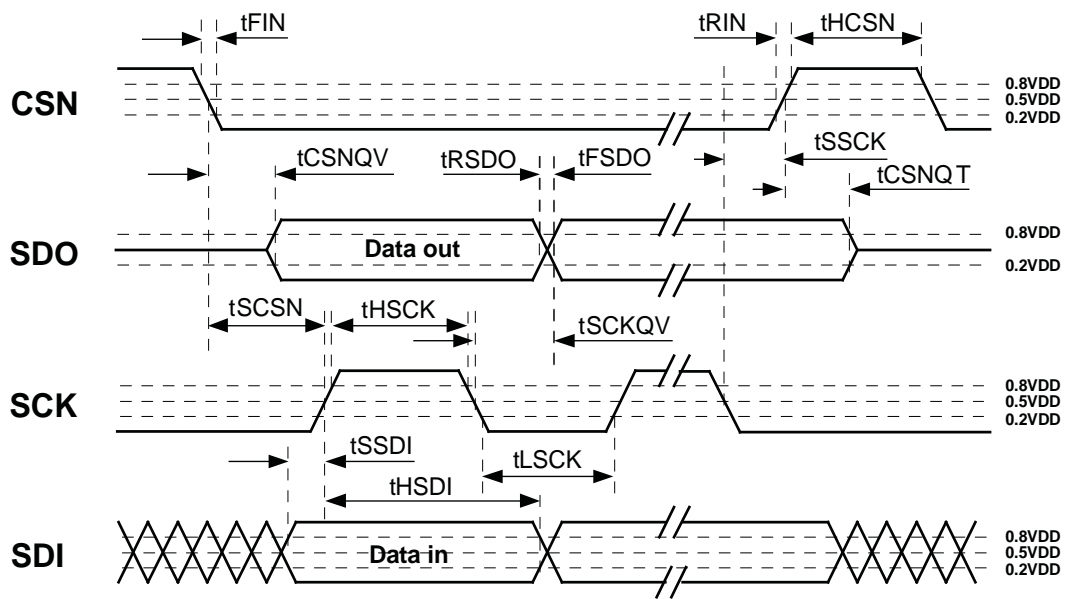 tFIN
tRIN
tHCSN
CSN
0.8VDD
0.5VDD
0.2VDD
tCSNQV
tRSDO
tFSDO
tSSCK
tCSNQT
SDO
Data out
0.8VDD
0.2VDD
tSCSN
tHSCK
tSCKQV
SCK
0.8VDD
0.5VDD
0.2VDD
tSSDI
tLSCK
tHSDI
SDI
Data in
0.8VDD
0.5VDD
0.2VDD